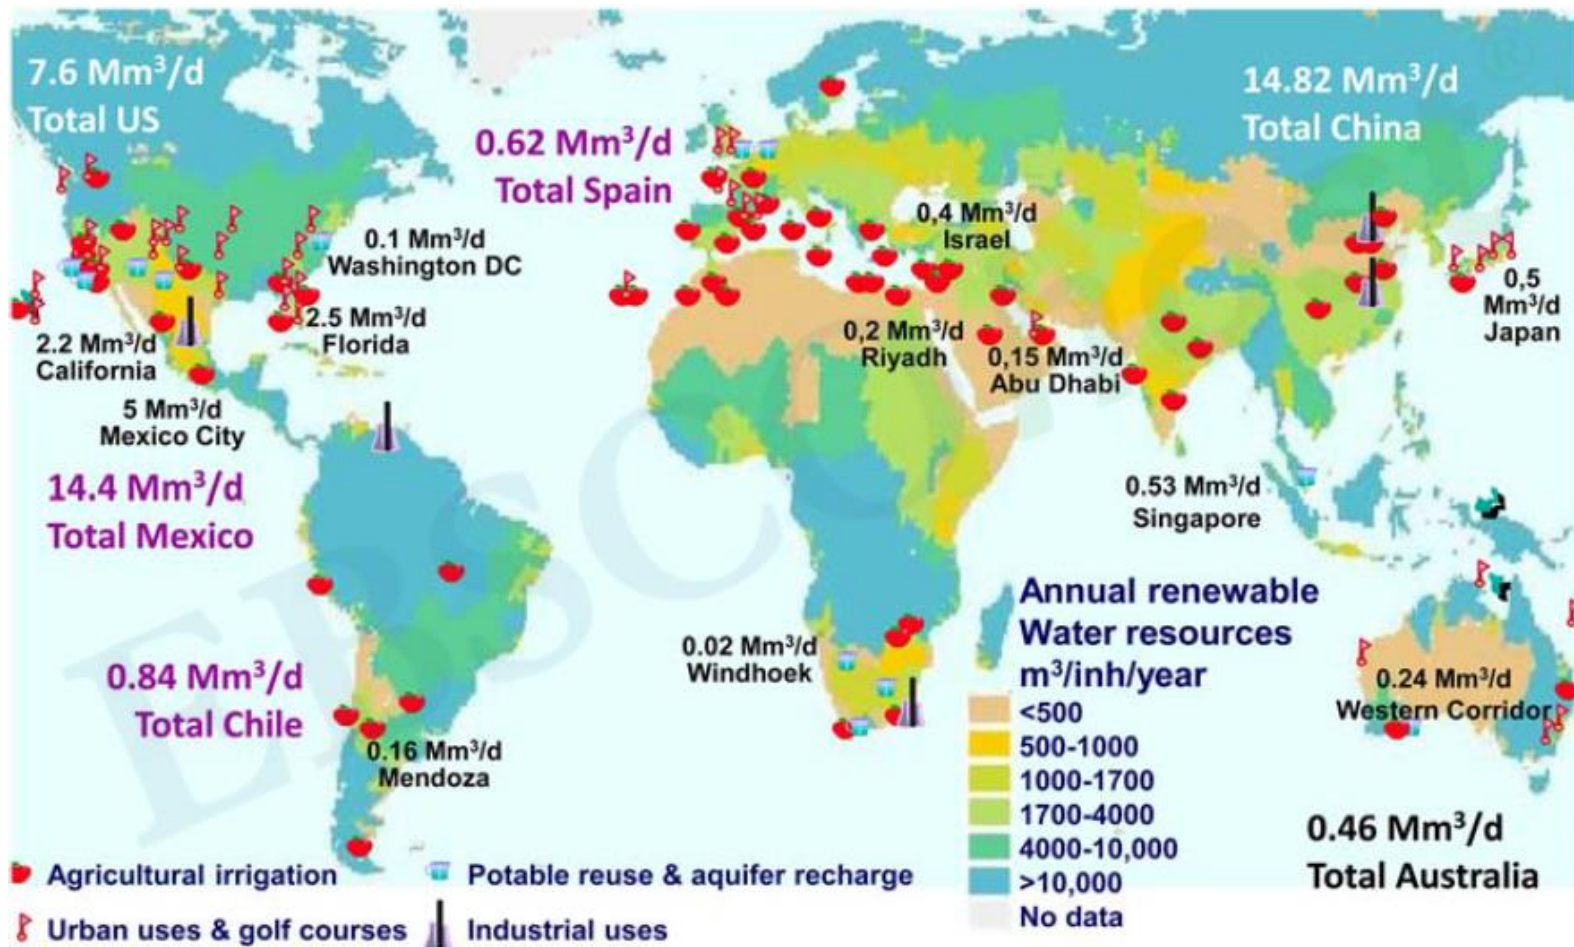 7.6 Mm³/d
Total US
14.82 Mm³/d
Total China
0.62 Mm³/d
Total Spain
0,4 Mm³/d
Israel
0.1 Mm³/d
Washington DC
0,5
Mm³/d
Japan
2.5 Mm³/d
Florida
2.2 Mm³/d
California
0,2 Mm³/d
Riyadh
0,15 Mm³/d
Abu Dhabi
5 Mm³/d
Mexico City
14.4 Mm³/d
Total Mexico
0.53 Mm³/d
Singapore
0.02 Mm³/d
Windhoek
0.84 Mm³/d
Total Chile
0.16 Mm³/d
Mendoza
0.24 Mm³/d
Western Corridor
0.46 Mm³/d
Total Australia
Annual renewable
Water resources
m³/inh/year
<500
500-1000
1000-1700
1700-4000
4000-10,000
>10,000
No data
Agricultural irrigation
Potable reuse & aquifer recharge
Urban uses & golf courses
Industrial uses